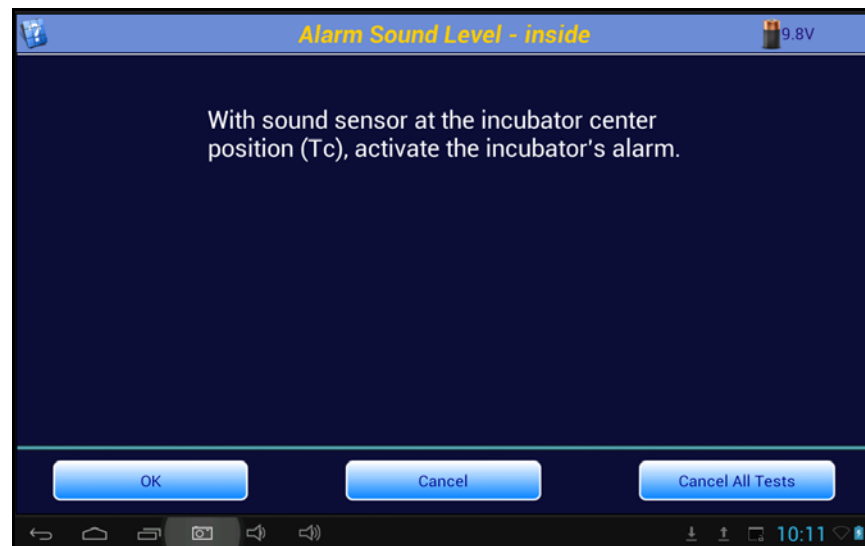 Alarm Sound Level - inside
9.8V
With sound sensor at the incubator center
position (Tc), activate the incubator's alarm.
OK
Cancel
Cancel All Tests
10:11